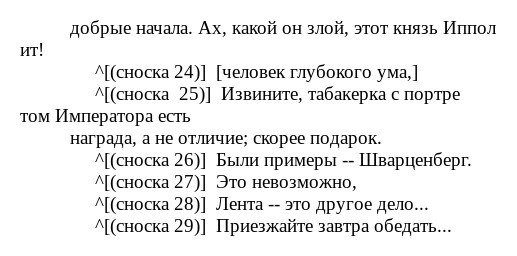 добрые начала. Ах, какой он злой, этот князь Иппол
ит!
^[(сноска 24)] [человек глубокого ума,]
^[(сноска 25)] Извините, табакерка с портре
том Императора есть
награда, а не отличие; скорее подарок.
^[(сноска 26)] Были примеры -- Шварценберг.
^[(сноска 27)] Это невозможно,
^[(сноска 28)] Лента -- это другое дело...
^[(сноска 29)] Приезжайте завтра обедать...